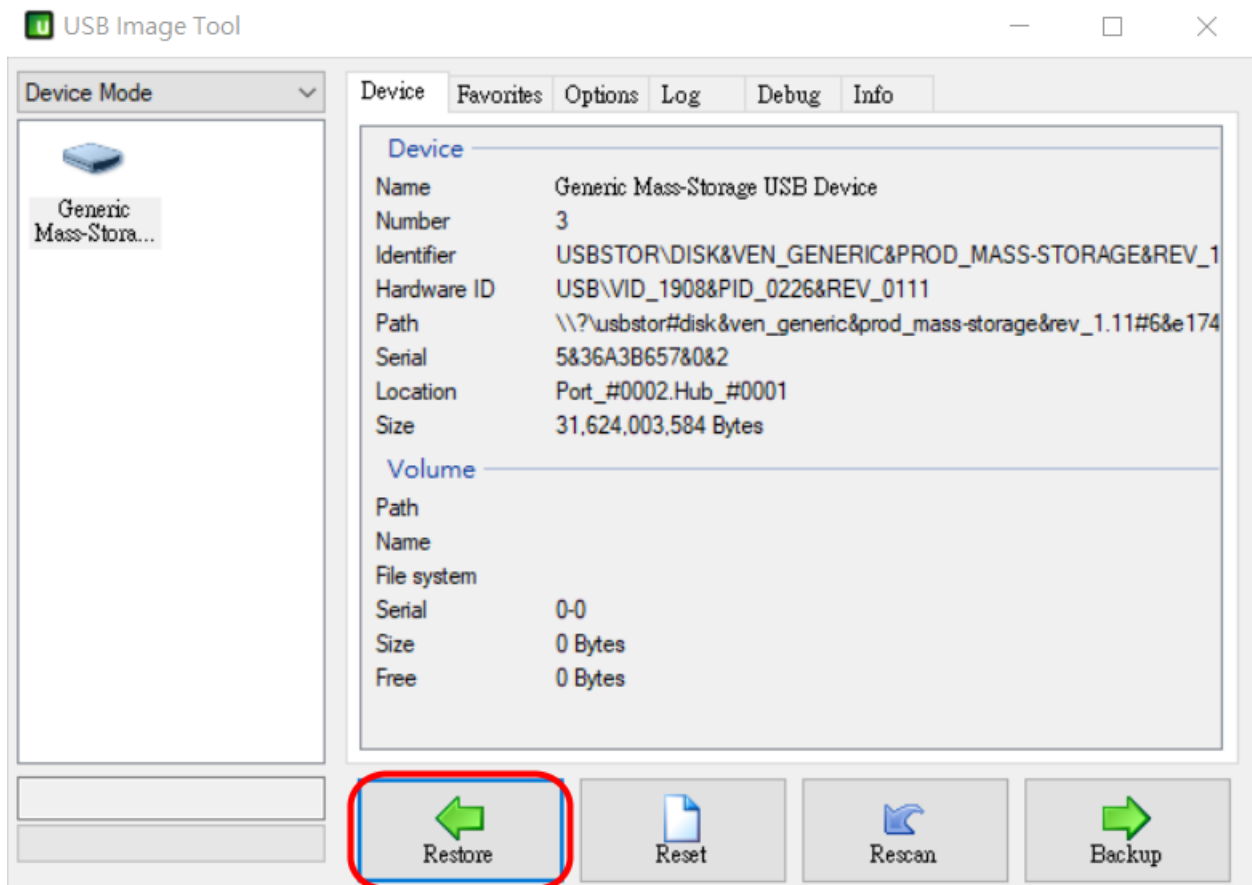 USB Image Tool
Device Mode
Generic
Mass-Stora...
Device Favorites Options Log Debug Info
Device
Name Generic Mass-Storage USB Device
Number 3
Identifier USBSTOR\DISK&VEN_GENERIC&PROD_MASS-STORAGE&REV_1
Hardware ID USB\VID_1908&PID_0226&REV_0111
Path \\?\usbstor#disk&ven_generic&prod_mass-storage&rev_1.11#6&e174
Serial 5&36A3B657&0&2
Location Port_#0002.Hub_#0001
Size 31,624,003,584 Bytes
Volume
Path
Name
File system
Serial 0-0
Size 0 Bytes
Free 0 Bytes
Restore Reset Rescan Backup